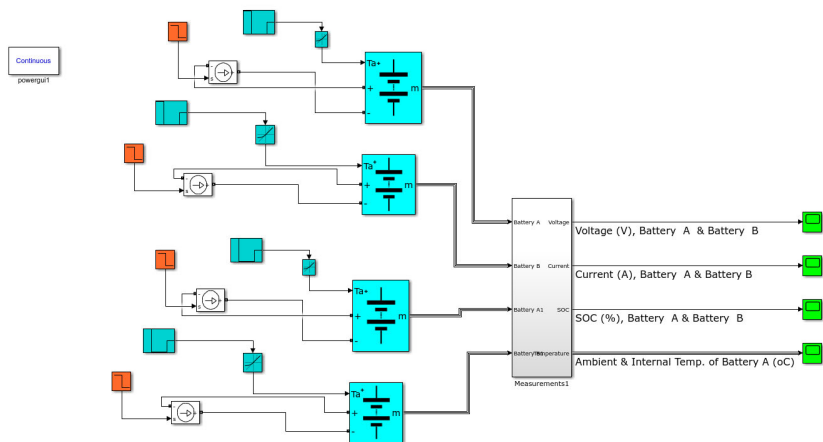 Continuous
powergui1
Ta+
+
m
-
S
-
+
Ta+
+
m
-
s
-
+
Battery A
Voltage
Voltage (V), Battery A & Battery B
Battery B
Current
Current (A), Battery A & Battery B
Ta+
+
m
-
s
-
+
Battery A1
SOC
SOC (%), Battery A & Battery B
Temperature
Ambient & Internal Temp. of Battery A (oC)
Measurements1
Ta+
+
m
-
s
-
+